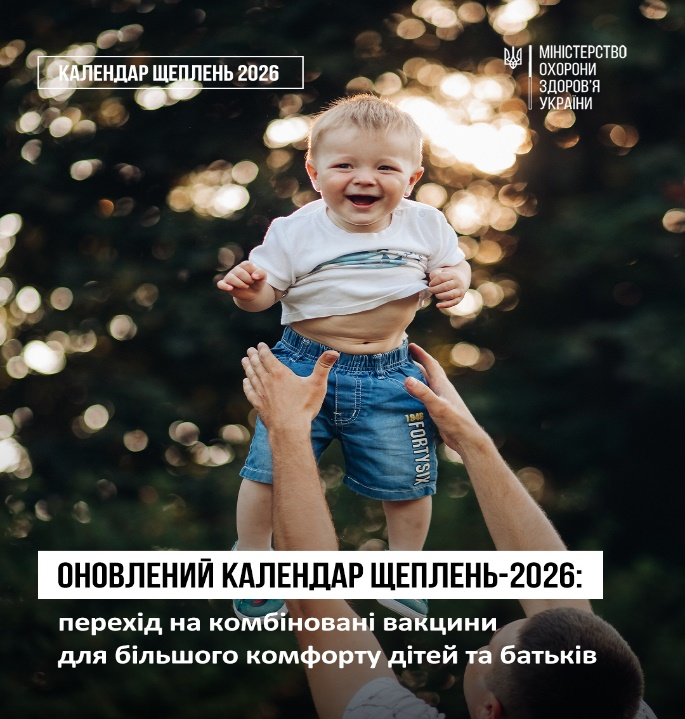 КАЛЕНДАР ЩЕПЛЕНЬ 2026
МІНІСТЕРСТВО
ОХОРОНИ
ЗДОРОВ'Я
УКРАЇНИ
1946
FORTYSIX
ОНОВЛЕНИЙ КАЛЕНДАР ЩЕПЛЕНЬ-2026:
перехід на комбіновані вакцини
для більшого комфорту дітей та батьків